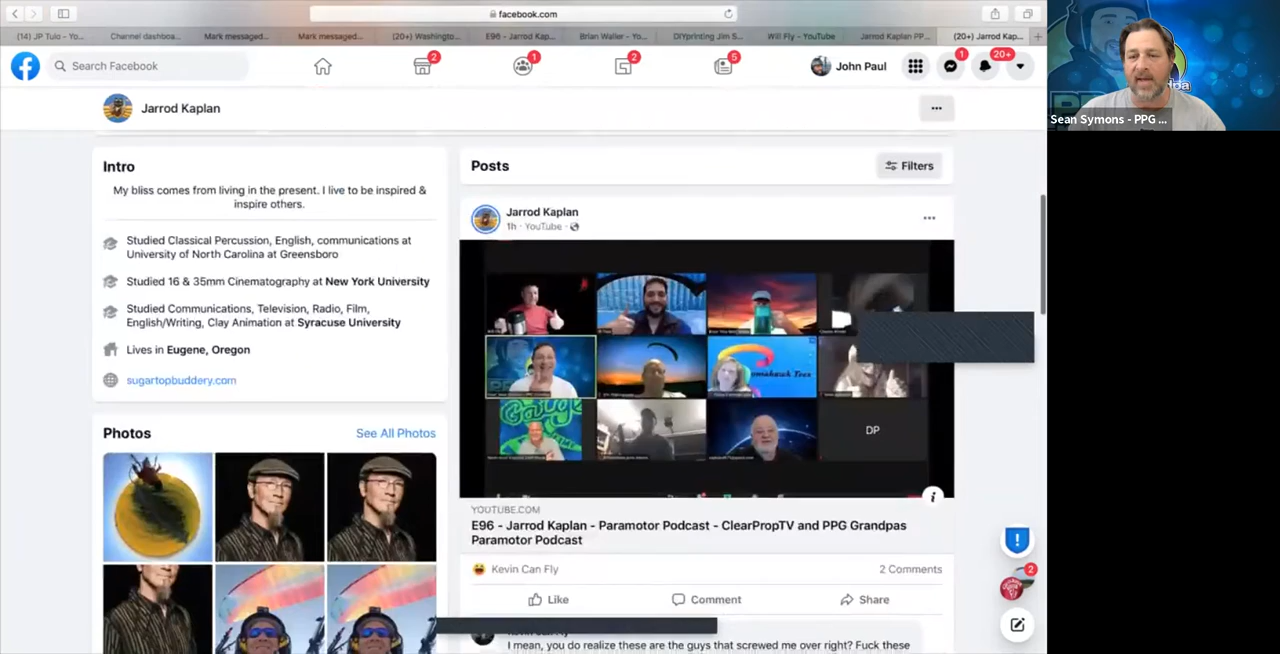 facebook.com
(14) JP Tulo - Yo...
Channel dashboa...
Mark messaged...
Mark messaged...
(20+) Washingto...
E96 - Jarrod Kap...
Brian Waller - Yo...
DIYprinting Jim S...
Will Fly - YouTube
Jarrod Kaplan PP...
(20+) Jarrod Kap...
Search Facebook
2
1
2
5
John Paul
1
20+
Jarrod Kaplan
Intro
My bliss comes from living in the present. I live to be inspired &
inspire others.
Studied Classical Percussion, English, communications at
University of North Carolina at Greensboro
Studied 16 & 35mm Cinematography at New York University
Studied Communications, Television, Radio, Film,
English/Writing, Clay Animation at Syracuse University
Lives in Eugene, Oregon
sugartopbuddery.com
Photos
See All Photos
Posts
Filters
Jarrod Kaplan
1h · YouTube ·
DP
YOUTUBE.COM
E96 - Jarrod Kaplan - Paramotor Podcast - ClearPropTV and PPG Grandpas
Paramotor Podcast
Kevin Can Fly
2 Comments
Like
Comment
Share
I mean, you do realize these are the guys that screwed me over right? Fuck these
2
Sean Symons - PPG ...